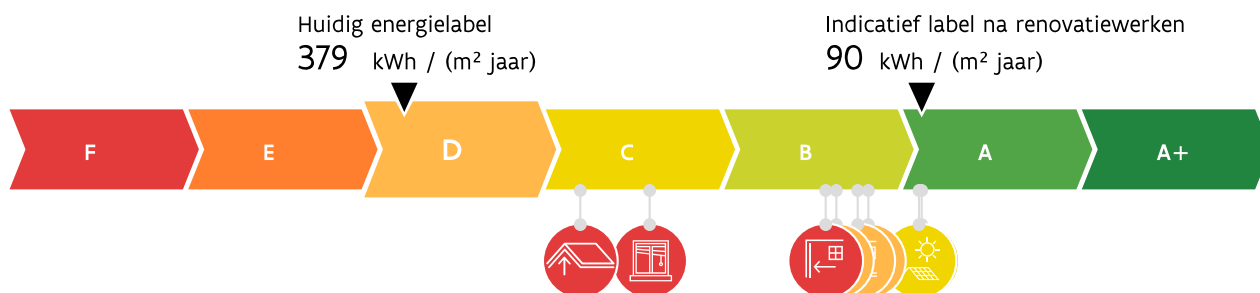 Huidig energielabel
379 kWh / (m² jaar)
Indicatief label na renovatiewerken
90 kWh / (m² jaar)
F
E
D
C
B
A
A+